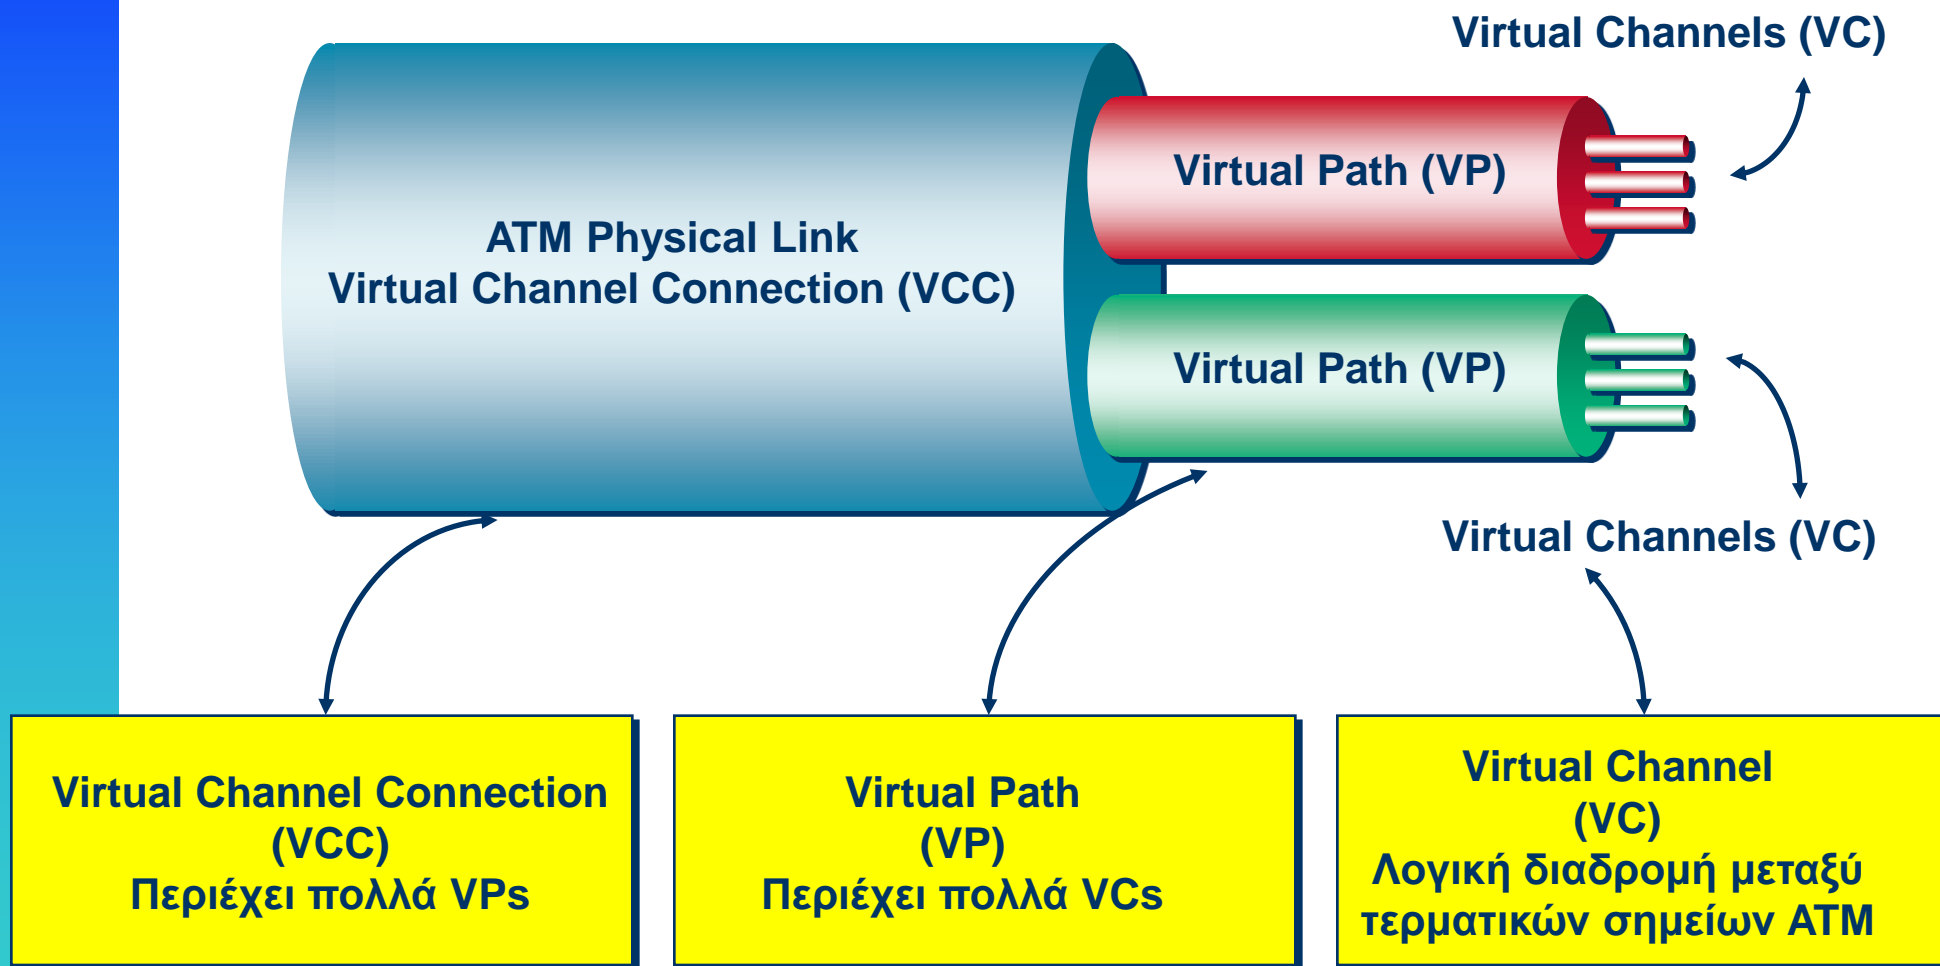 Virtual Channels (VC)
Virtual Path (VP)
ATM Physical Link
Virtual Channel Connection (VCC)
Virtual Path (VP)
Virtual Channels (VC)
Virtual Channel Connection
(VCC)
Περιέχει πολλά VPs
Virtual Path
(VP)
Περιέχει πολλά VCs
Virtual Channel
(VC)
Λογική διαδρομή μεταξύ
τερματικών σημείων ATM